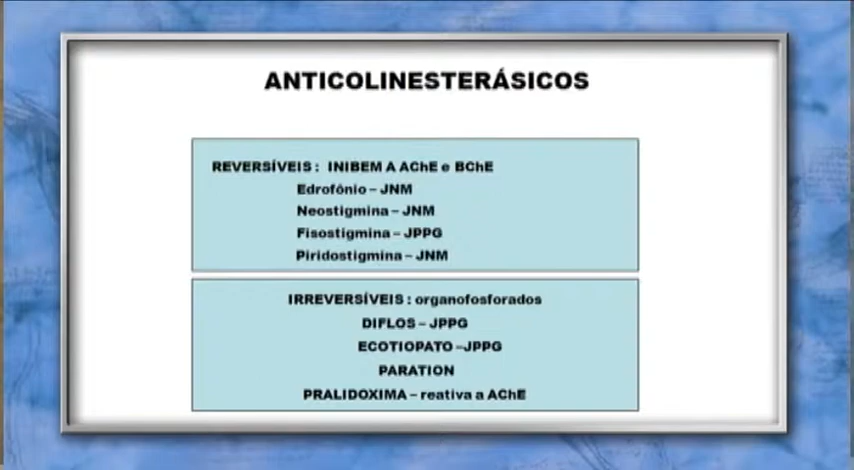 ANTICOLINESTERÁSICOS
REVERSÍVEIS : INIBEM A AChE e BChE
Edrofônio – JNM
Neostigmina – JNM
Fisostigmina – JPPG
Piridostigmina – JNM
IRREVERSÍVEIS : organofosforados
DIFLOS – JPPG
ECOTIOPATO –JPPG
PARATION
PRALIDOXIMA – reativa a AChE